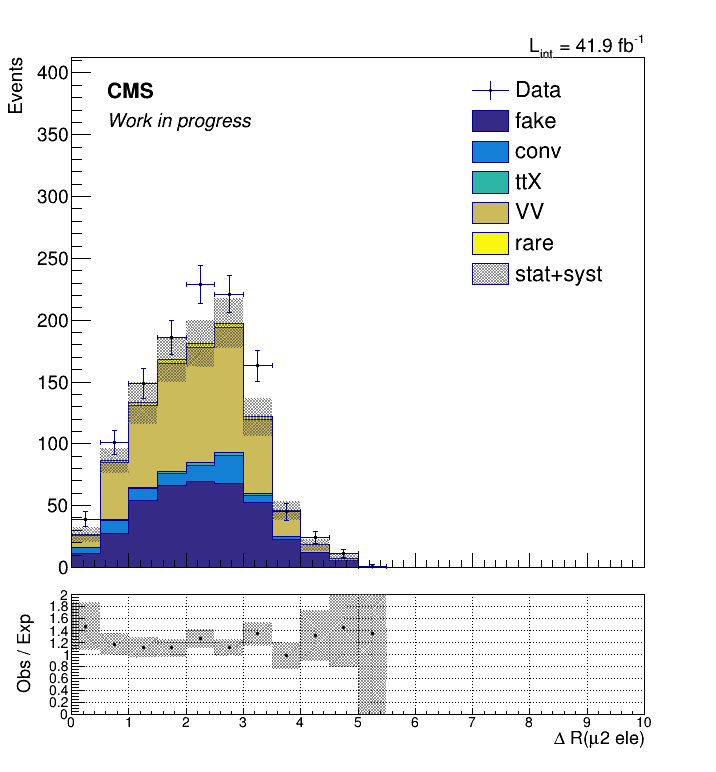 L_int = 41.9 fb^-1
Events
400
350
300
250
200
150
100
50
0
CMS
Work in progress
Data
fake
conv
ttX
VV
rare
stat+syst
Obs / Exp
2
1.8
1.6
1.4
1.2
1
0.8
0.6
0.4
0.2
0
0 1 2 3 4 5 6 7 8 9 10
Δ R(μ2 ele)